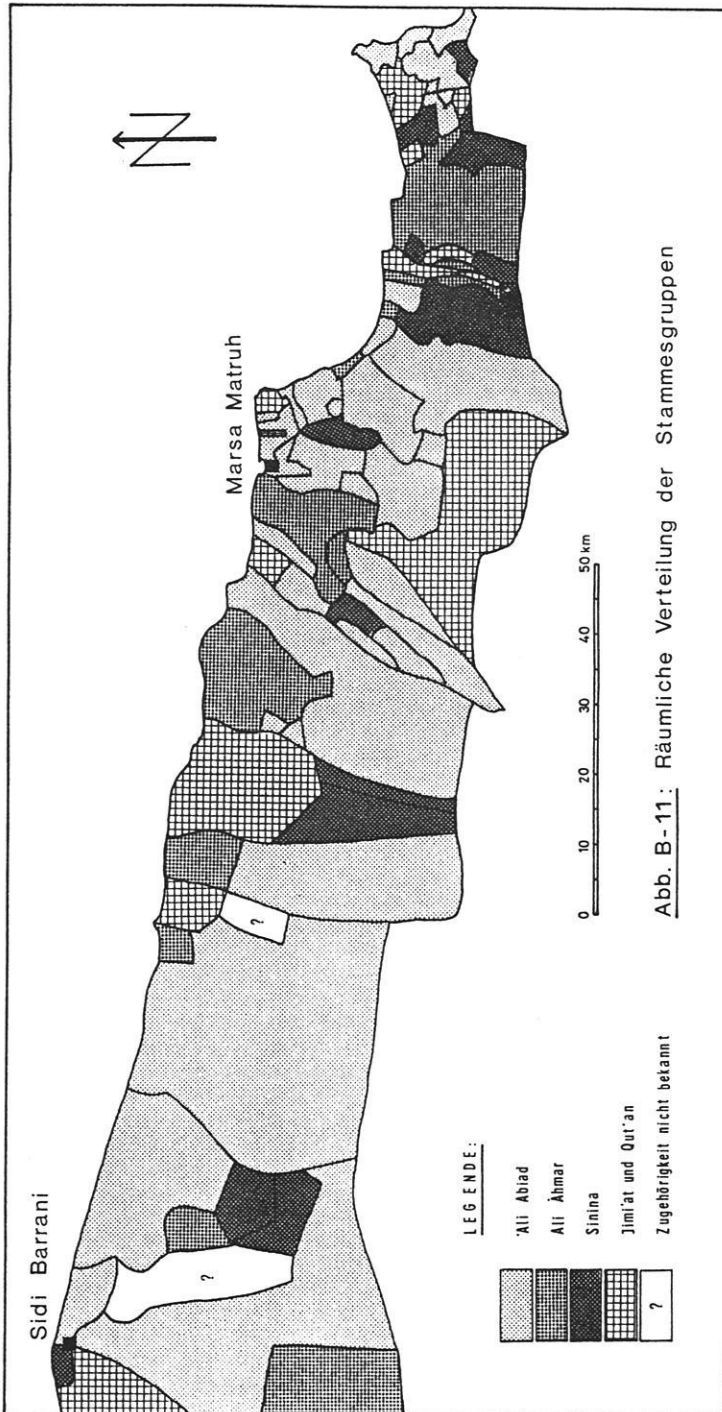 Sidi Barrani
Marsa Matruh
N
?
?
LEGENDE:
'Ali Abiad
Ali Àhmar
Sinina
Jimi'at und Qut'an
? Zugehörigkeit nicht bekannt
0 10 20 30 40 50 km
Abb. B-11: Räumliche Verteilung der Stammesgruppen